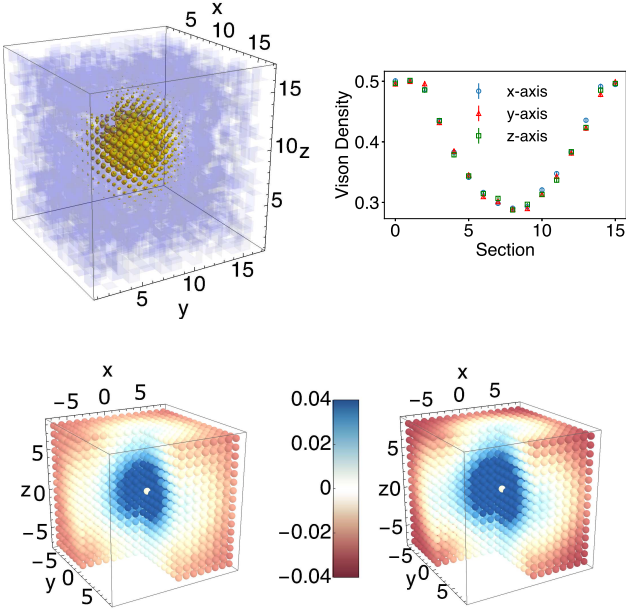 x
5
10
15
15
10 z
5
5
10
15
y
0.5
0.4
0.3
Vison Density
x-axis
y-axis
z-axis
0 5 10 15
Section
x
−5 0 5
5
z 0
−5
−5
y 0
5
0.04
0.02
0
−0.02
−0.04
x
−5 0 5
5
z 0
−5
−5
y 0
5